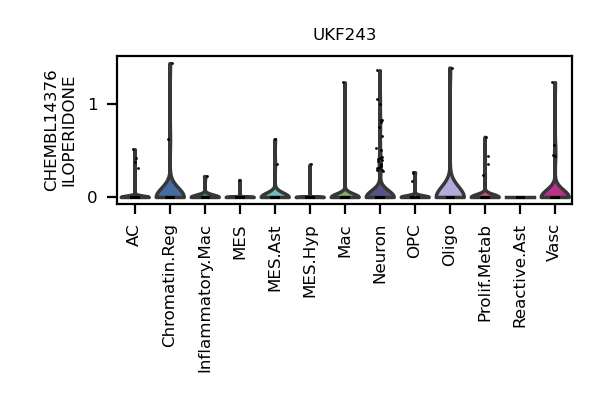 UKF243
CHEMBL14376
ILOPERIDONE
1
0
AC
Chromatin.Reg
Inflammatory.Mac
MES
MES.Ast
MES.Hyp
Mac
Neuron
OPC
Oligo
Prolif.Metab
Reactive.Ast
Vasc